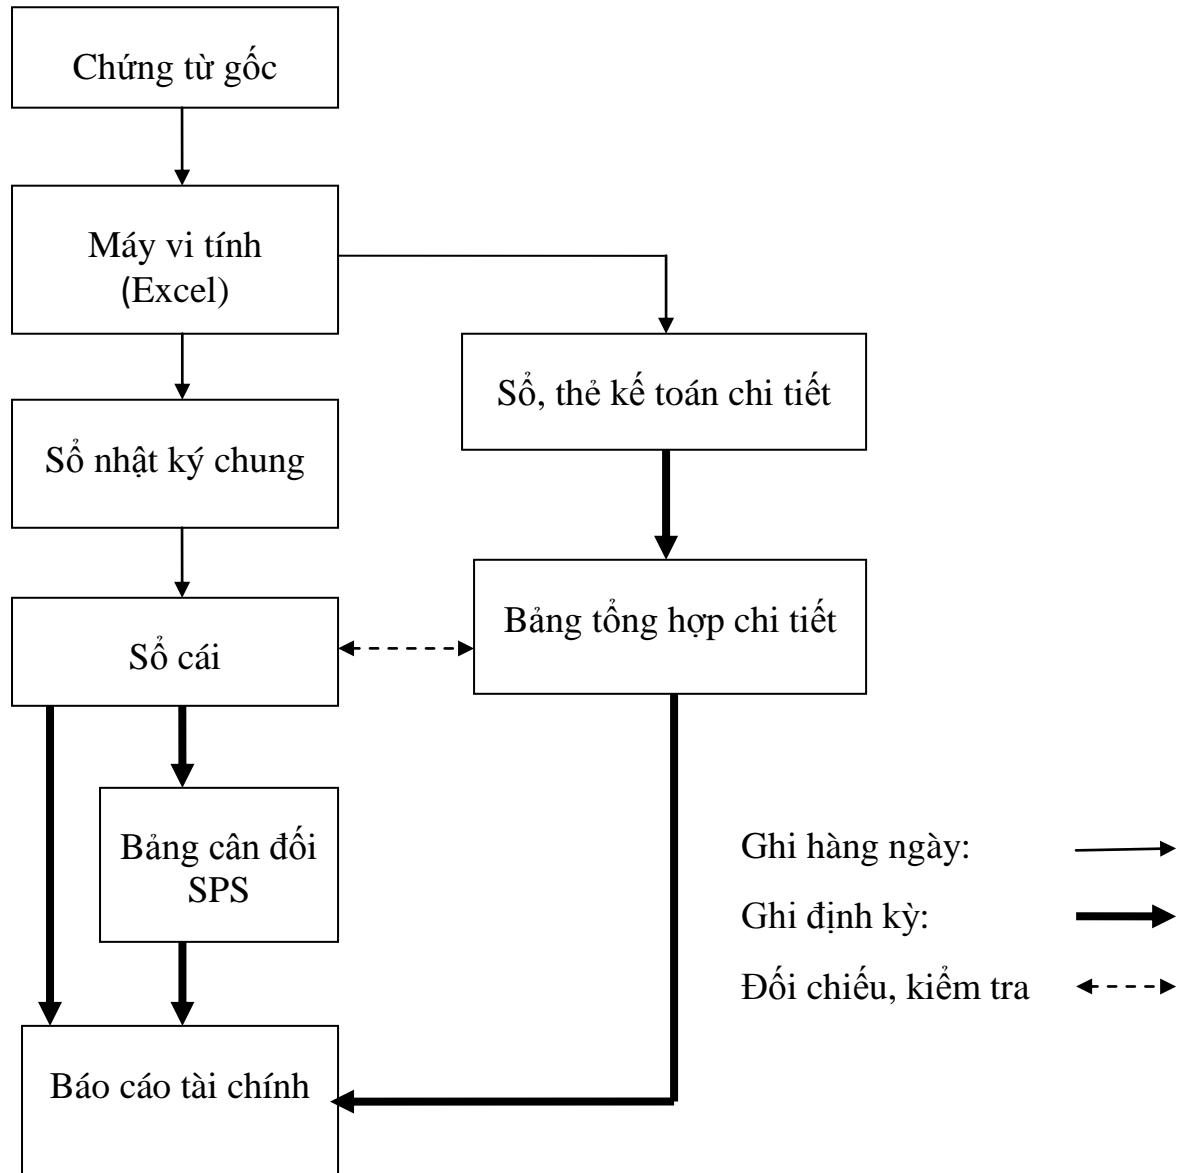 Chứng từ gốc
Máy vi tính
(Excel)
Sổ, thẻ kế toán chi tiết
Sổ nhật ký chung
Bảng tổng hợp chi tiết
Sổ cái
Bảng cân đối
SPS
Ghi hàng ngày:
Ghi định kỳ:
Đối chiếu, kiểm tra
Báo cáo tài chính